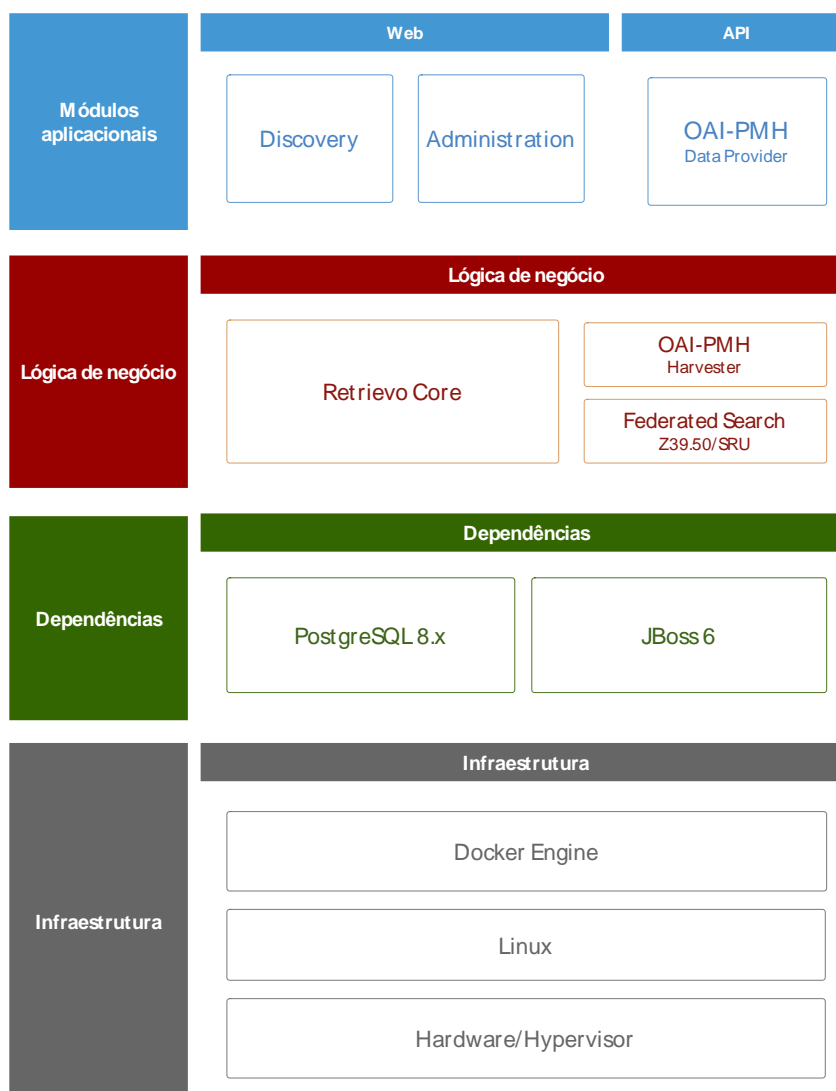 Web
API
Módulos
aplicacionais
Discovery
Administration
OAI-PMH
Data Provider
Lógica de negócio
Lógica de negócio
Retrievo Core
OAI-PMH
Harvester
Federated Search
Z39.50/SRU
Dependências
Dependências
PostgreSQL 8.x
JBoss 6
Infraestrutura
Infraestrutura
Docker Engine
Linux
Hardware/Hypervisor